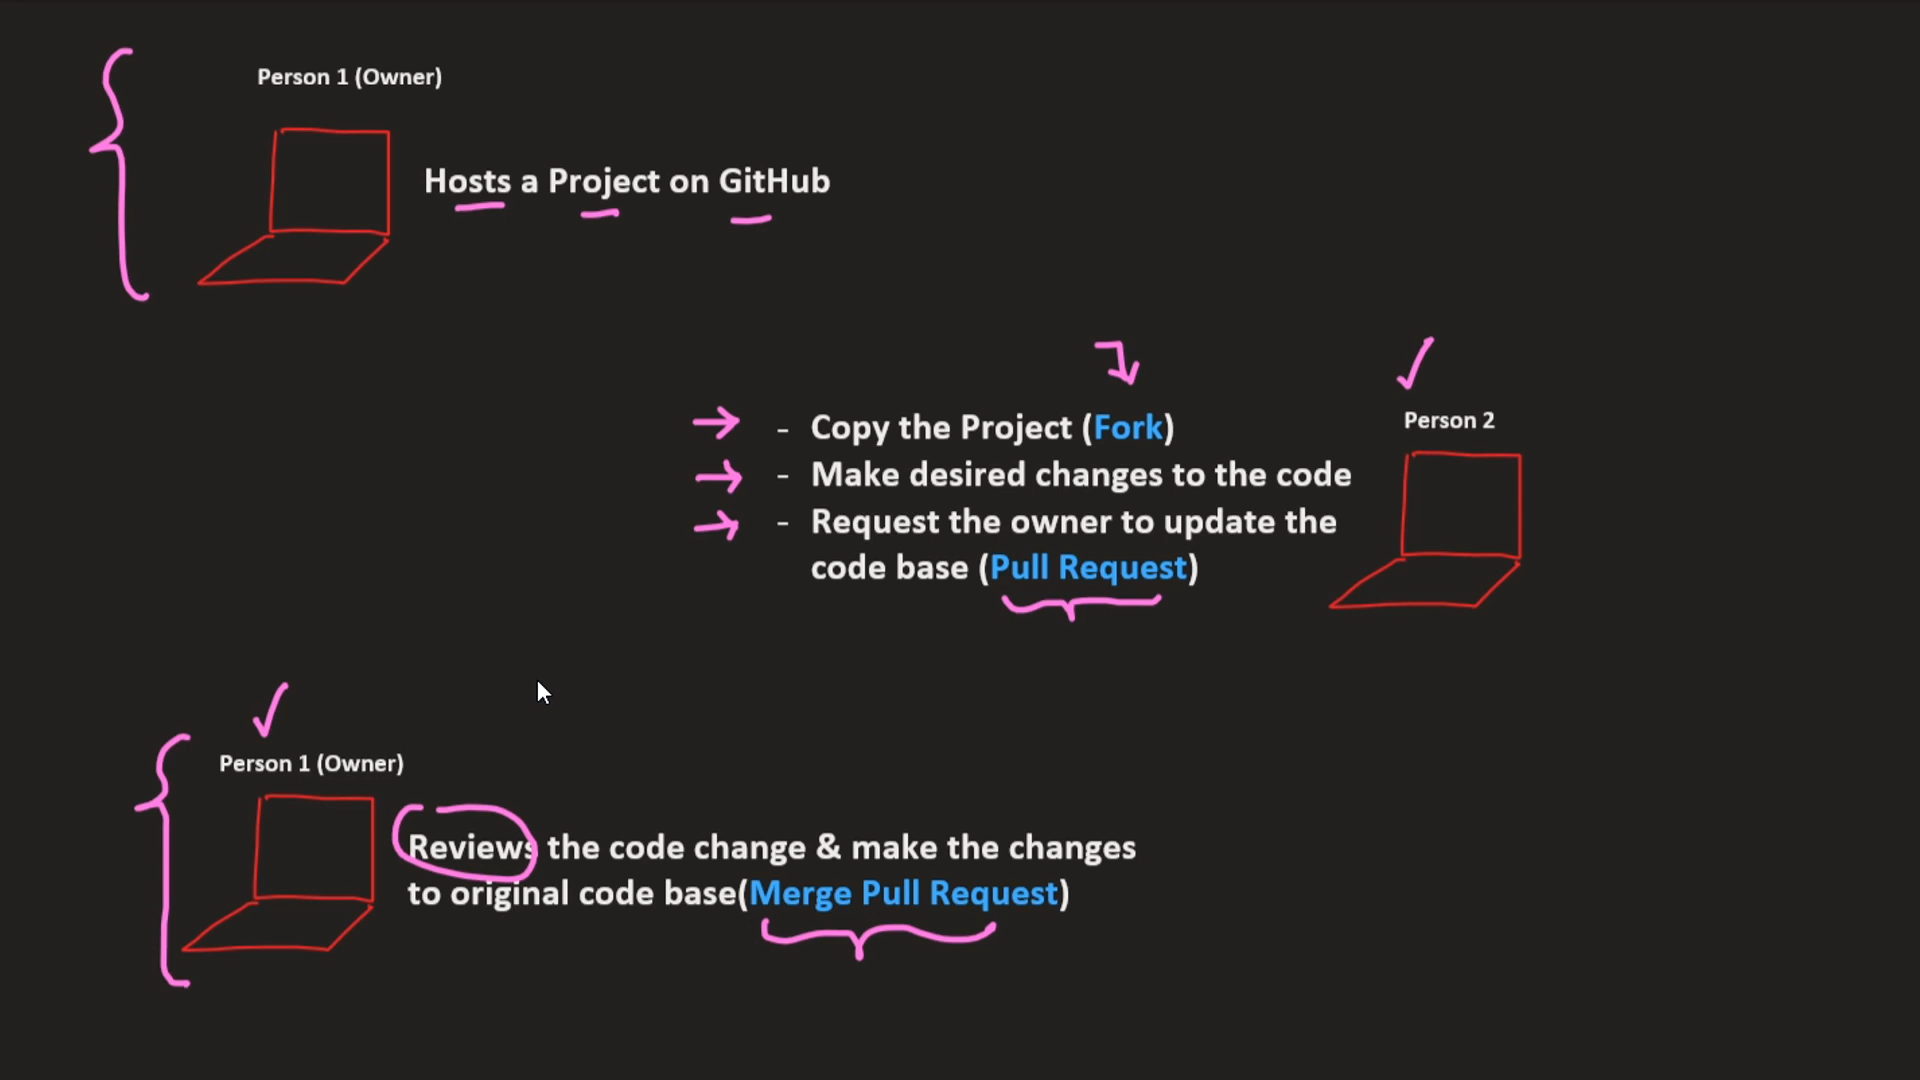 Person 1 (Owner)
Hosts a Project on GitHub
- Copy the Project (Fork)
Person 2
- Make desired changes to the code
- Request the owner to update the
code base (Pull Request)
Person 1 (Owner)
Reviews the code change & make the changes
to original code base(Merge Pull Request)